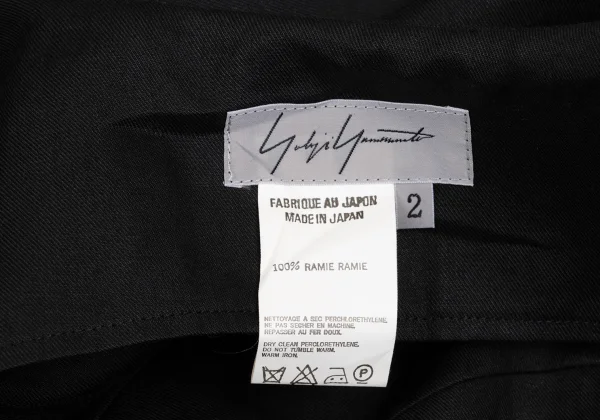 Yohji Yamamoto
2
FABRIQUE AU JAPON
MADE IN JAPAN
100% RAMIE RAMIE
NETTOYAGE A SEC PERCHLORETHYLENE.
NE PAS SECHER EN MACHINE.
REPASSER AU FER DOUX.
DRY CLEAN PERCLORETHYLENE.
DO NOT TUMBLE WARM.
WARM IRON.
P